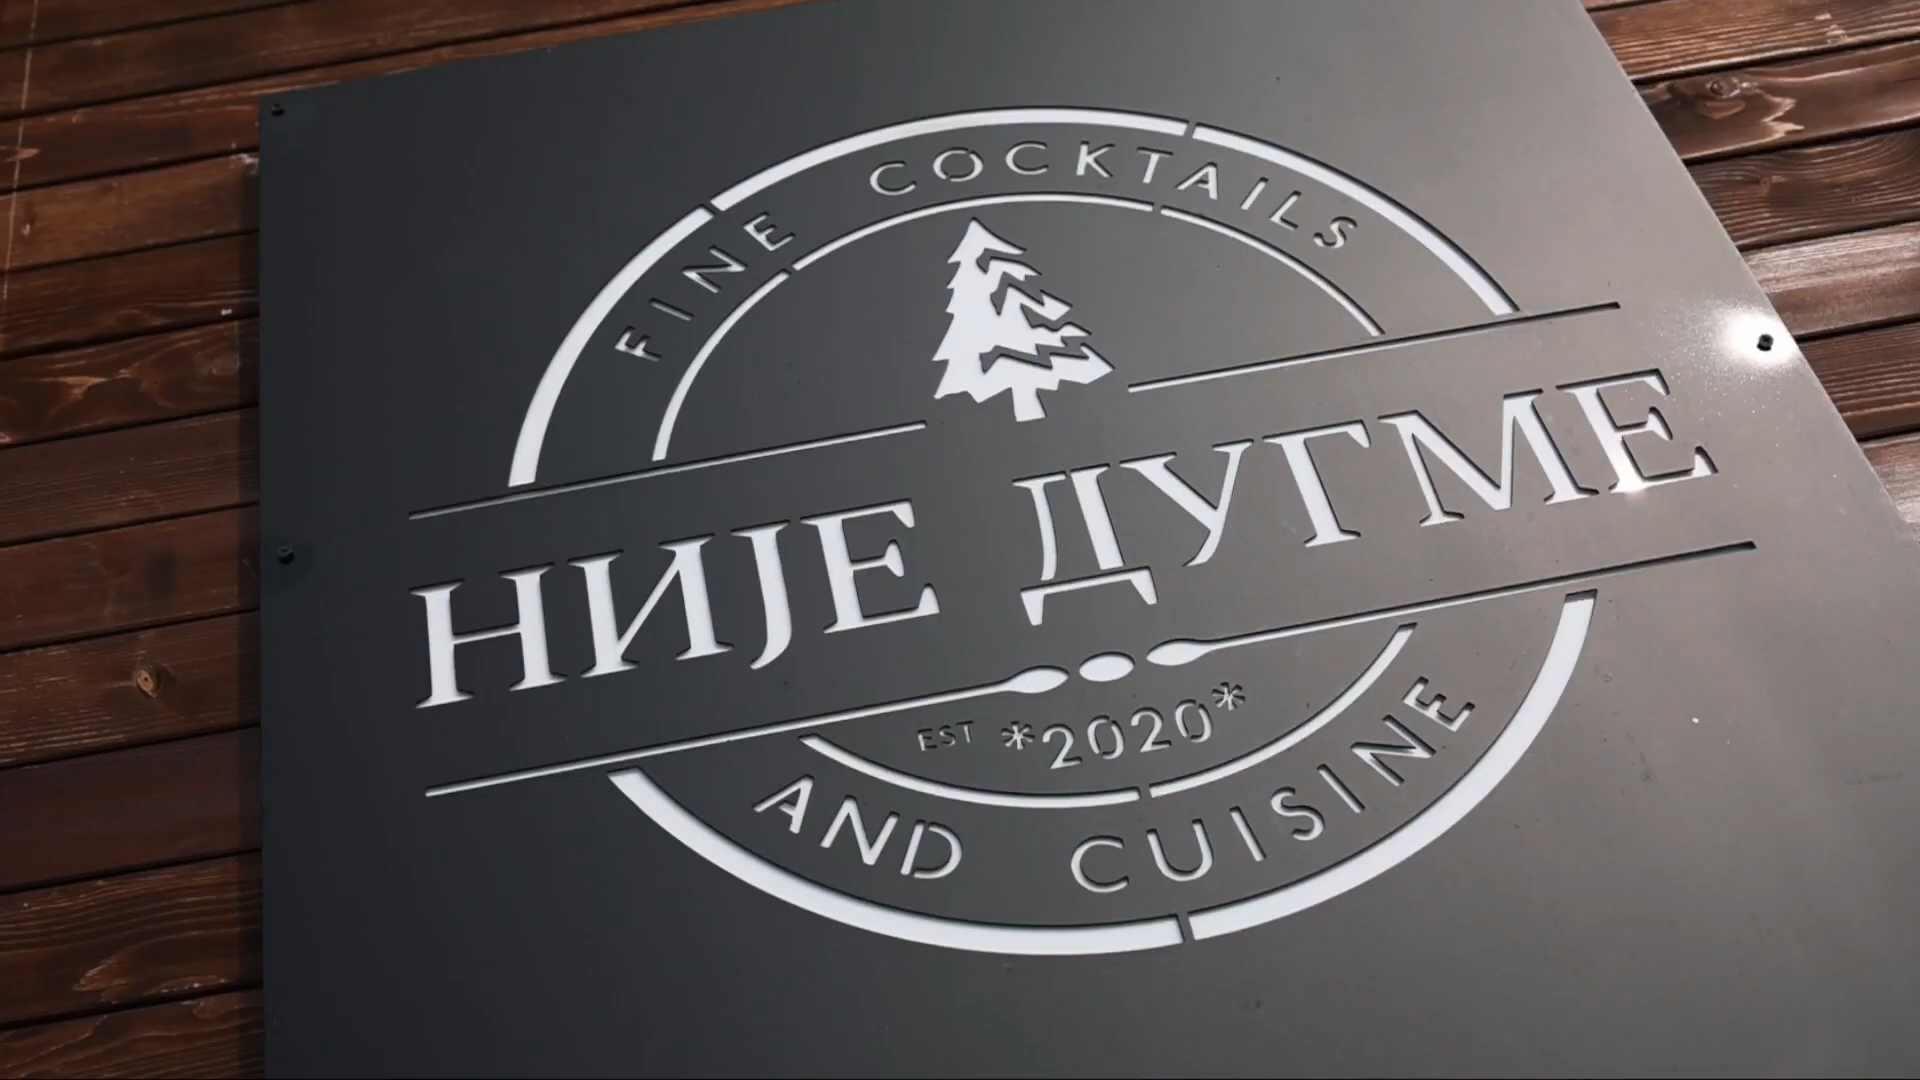 FINE COCKTAILS
НИЈЕ ДУГМЕ
EST *2020*
AND CUISINE